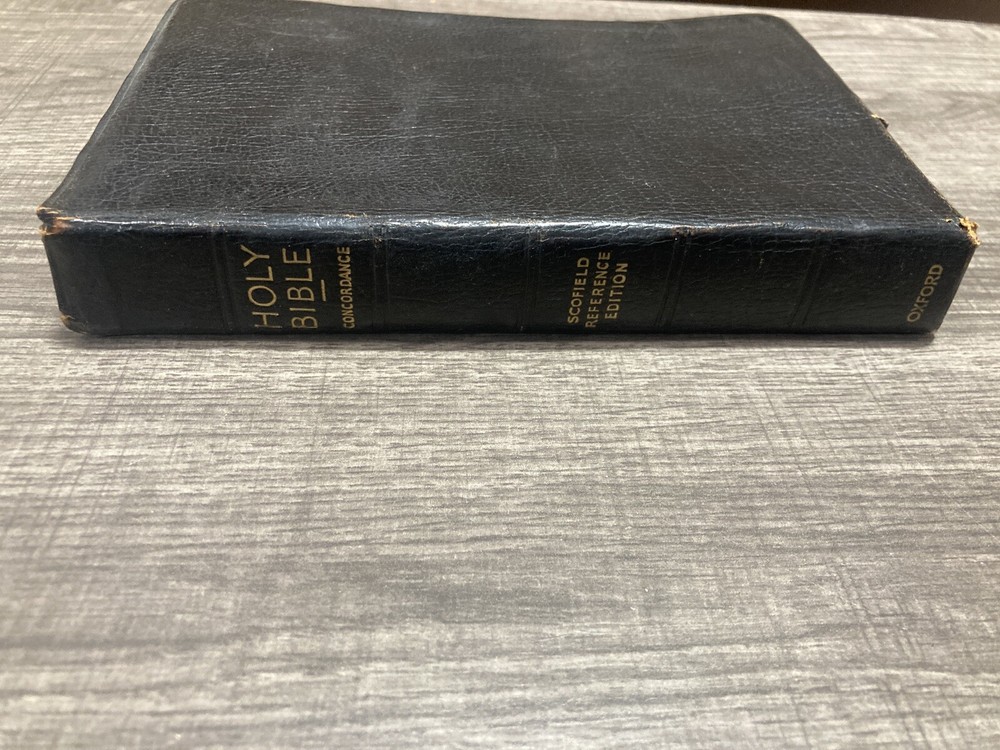 HOLY
BIBLE
CONCORDANCE
SCOFIELD
REFERENCE
EDITION
OXFORD